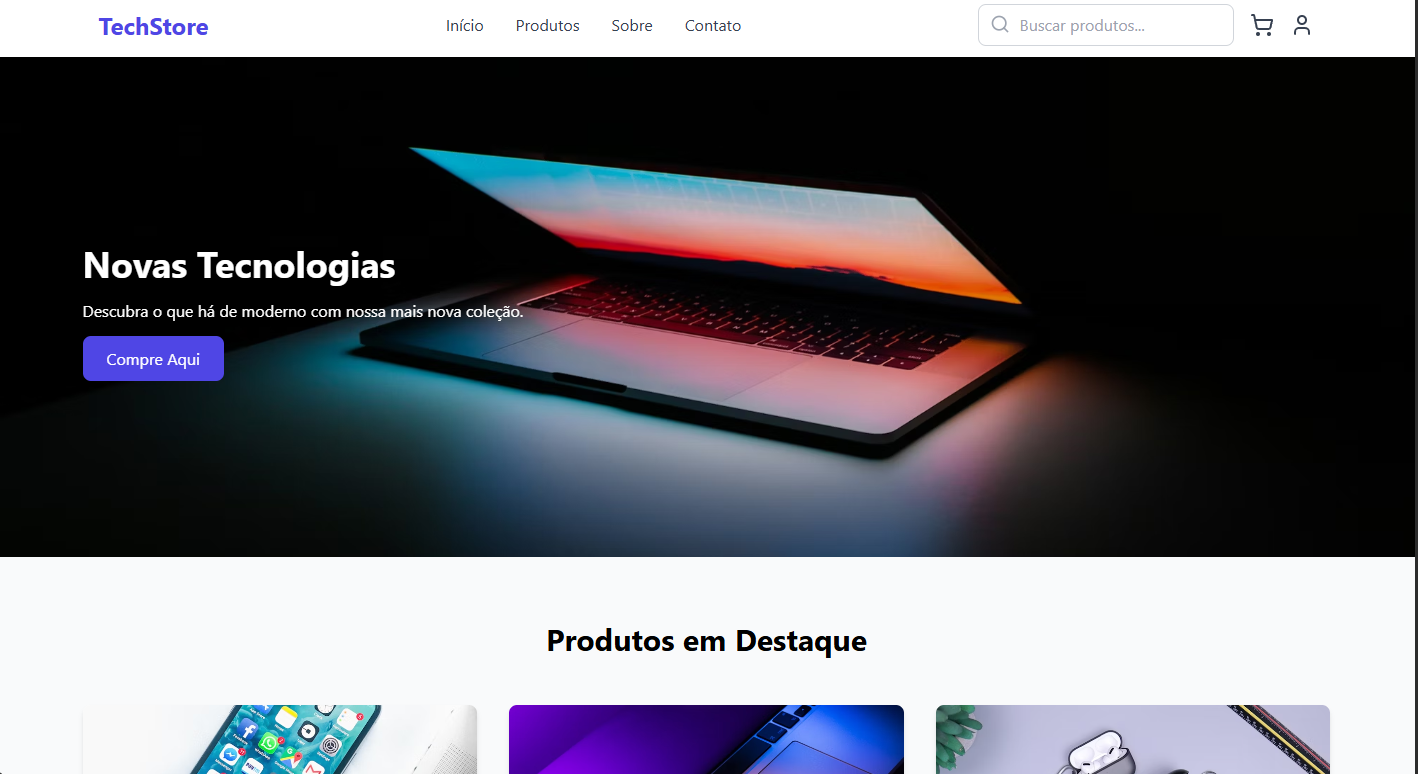 TechStore
Início
Produtos
Sobre
Contato
Buscar produtos...
Novas Tecnologias
Descubra o que há de moderno com nossa mais nova coleção.
Compre Aqui
Produtos em Destaque